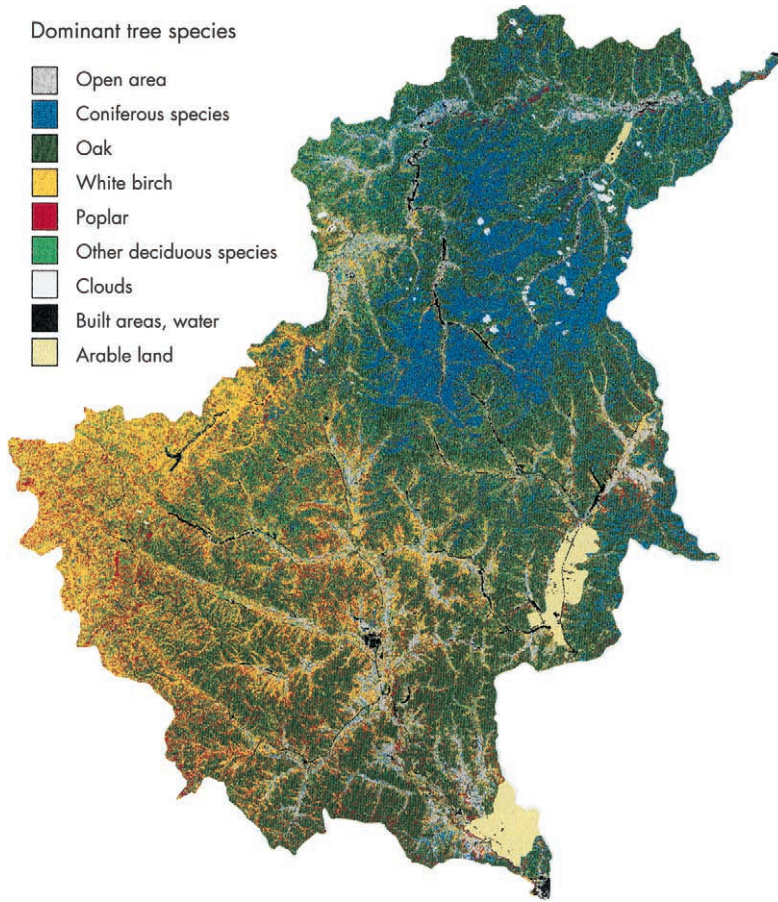 Dominant tree species
Open area
Coniferous species
Oak
White birch
Poplar
Other deciduous species
Clouds
Built areas, water
Arable land